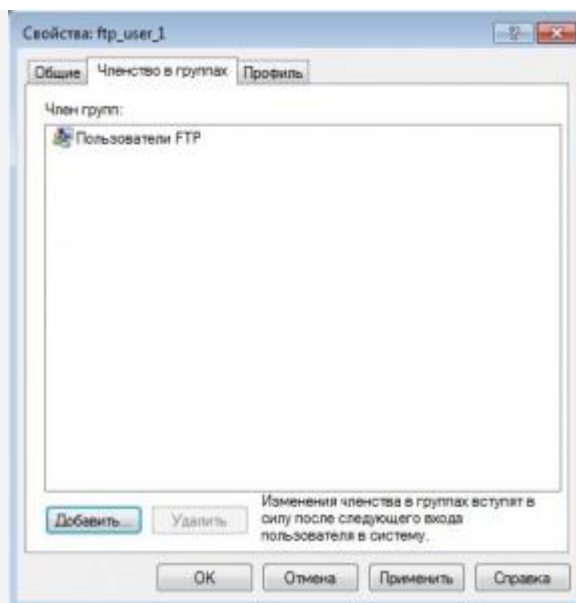 Свойства: ftp_user_1
Общие Членство в группах Профиль
Член групп:
Пользователи FTP
Добавить... Удалить
Изменения членства в группах вступят в
силу после следующего входа
пользователя в систему.
ОК Отмена Применить Справка